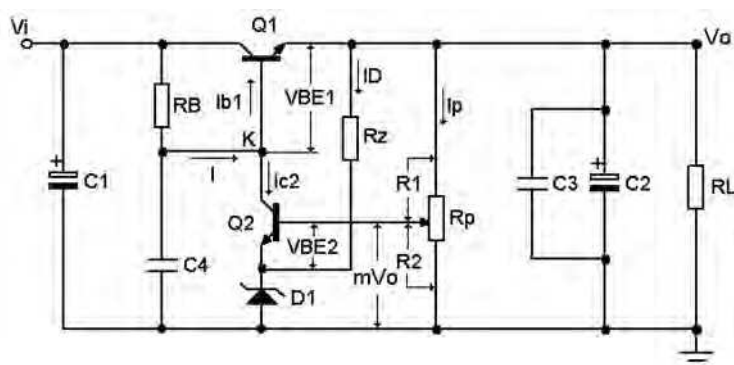 Vi
Q1
Vo
RB
Ib1
VBE1
ID
Ip
K
Rz
I
Ic2
+
C1
R1
Rp
C3
+
C2
RL
Q2
VBE2
R2
mVo
C4
D1